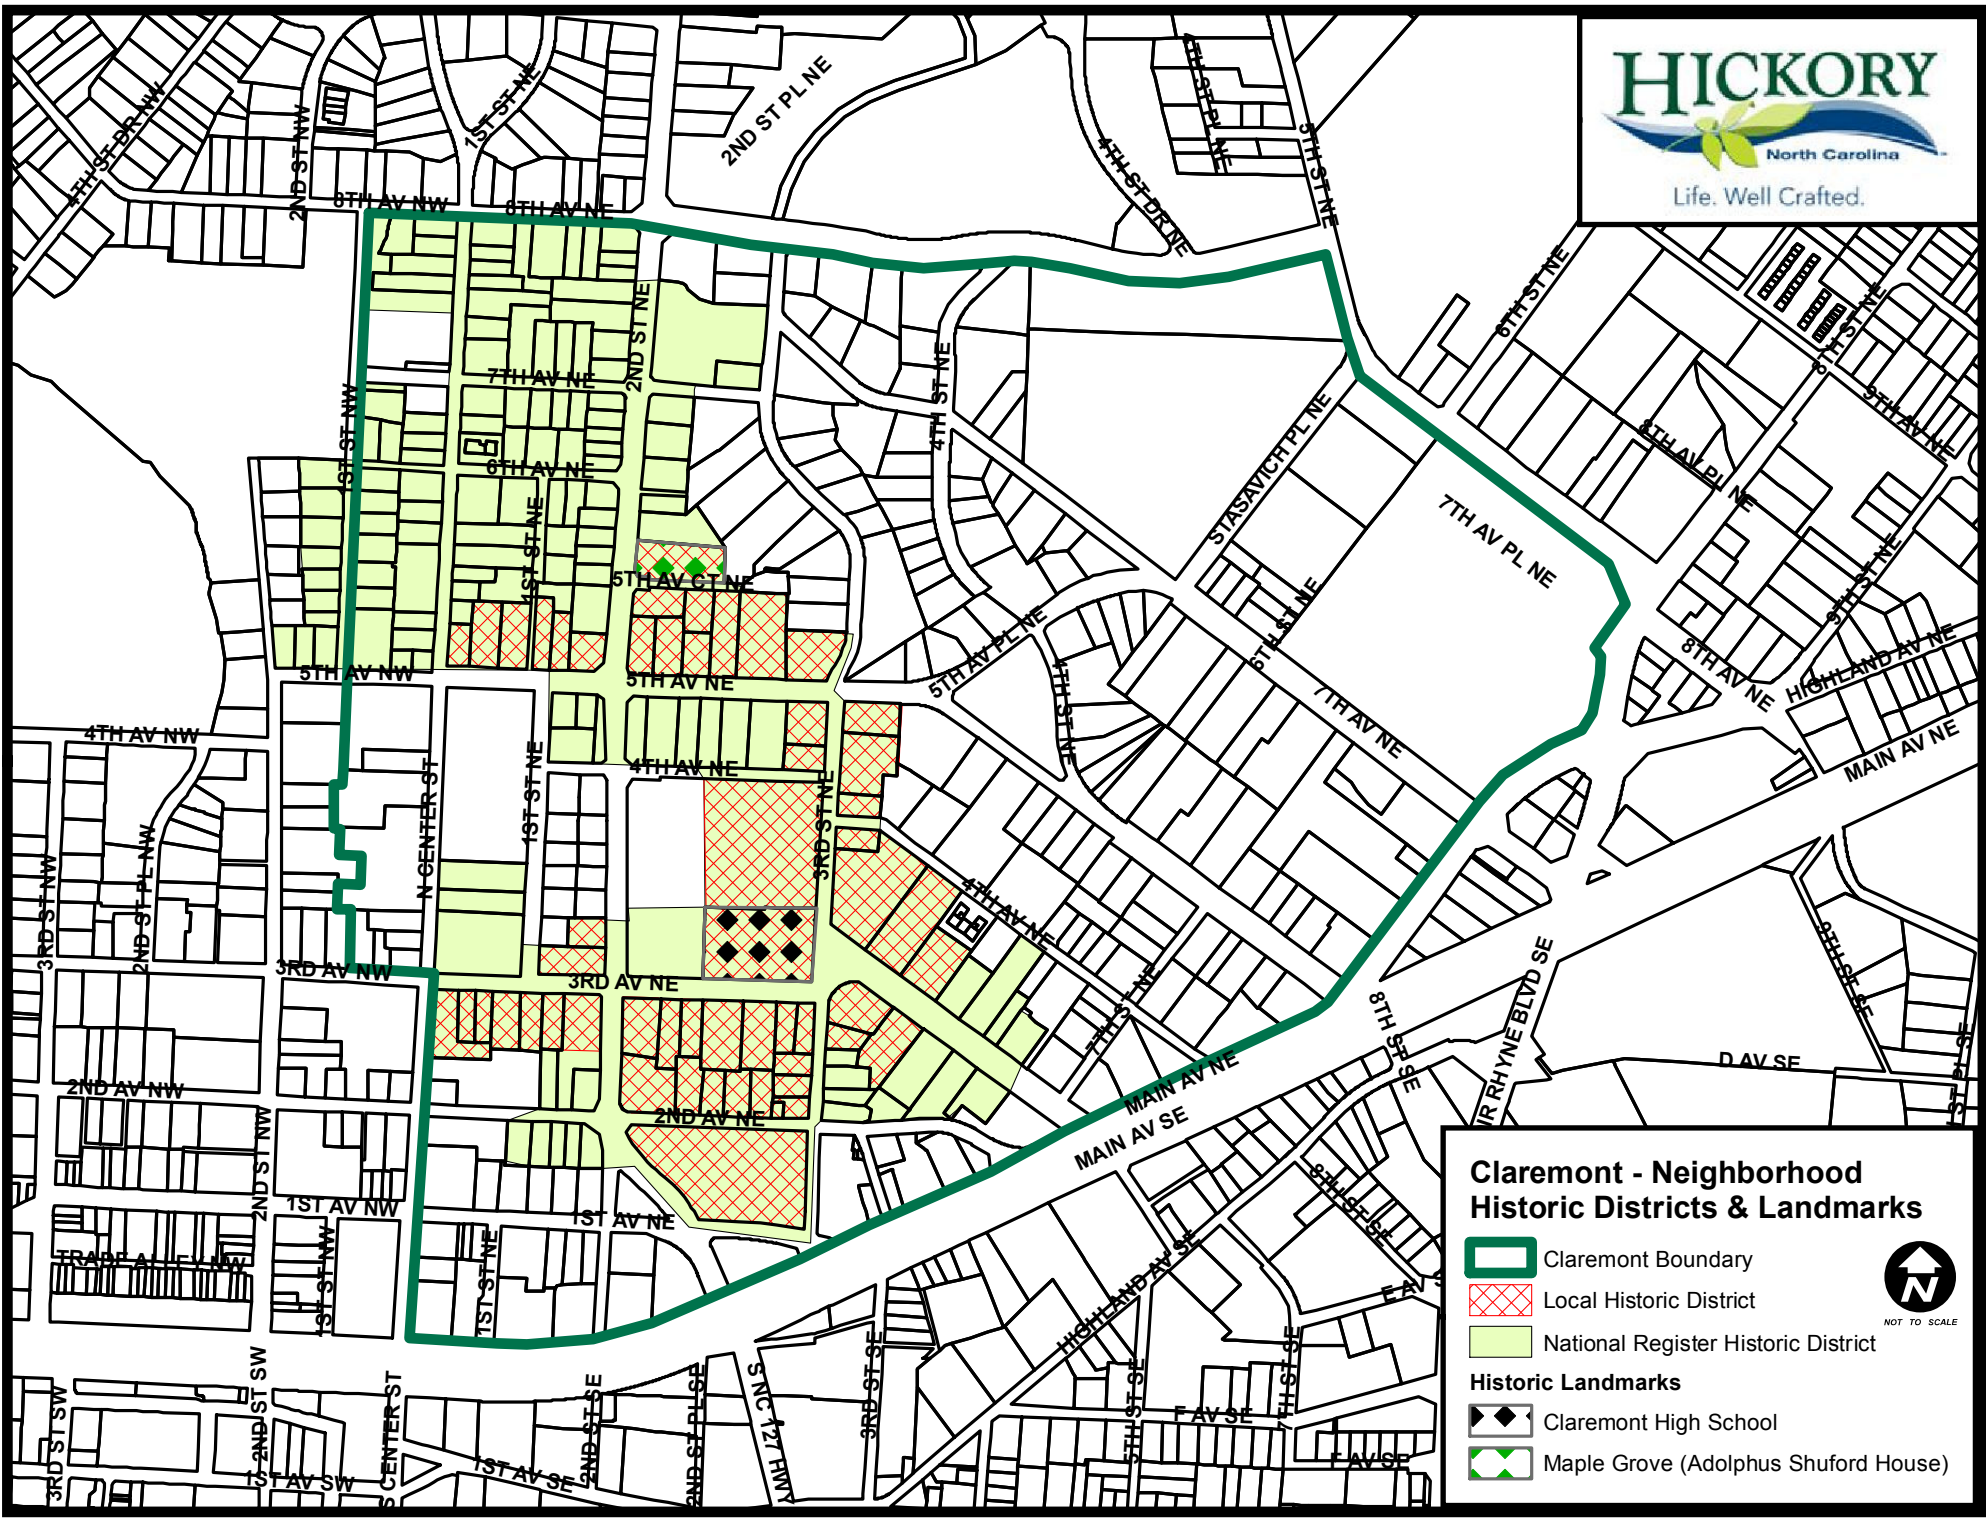 HICKORY
North Carolina
Life. Well Crafted.
4TH ST DR NW
2ND ST NW
1ST ST NE
2ND ST PL NE
4TH ST PL NE
4TH ST DR NE
5TH ST NE
8TH AV NW
8TH AV NE
6TH ST NE
8TH ST NE
9TH AV NE
2ND ST NE
7TH AV NE
4TH ST NE
1ST ST NW
6TH AV NE
STASAVICH PL NE
8TH AV PL NE
7TH AV PL NE
1ST ST NE
5TH AV CT NE
6TH ST NE
9TH ST NE
5TH AV PL NE
HIGHLAND AV NE
8TH AV NE
5TH AV NW
5TH AV NE
4TH ST NE
7TH AV NE
4TH AV NW
MAIN AV NE
4TH AV NE
N CENTER ST
1ST ST NE
3RD ST NE
3RD ST NW
2ND ST PL NW
4TH AV NE
3RD AV NW
3RD AV NE
7TH ST NE
8TH ST SE
9TH ST SE
D AV SE
2ND AV NW
2ND AV NE
MAIN AV NE
MAIN AV SE
2ND ST NW
1ST AV NW
1ST AV NE
1ST ST NW
1ST ST NE
TRADE ALLEY NW
HIGHLAND AV SE
8TH ST SE
3RD ST SE
5TH ST SE
7TH ST SE
F AV SE
F AV SE
3RD ST SW
2ND ST SW
1ST AV SW
S CENTER ST
1ST AV SE
2ND ST SE
2ND ST PL SE
S NC 127 HWY
Claremont - Neighborhood
Historic Districts & Landmarks
Claremont Boundary
Local Historic District
National Register Historic District
Historic Landmarks
Claremont High School
Maple Grove (Adolphus Shuford House)
N
NOT TO SCALE